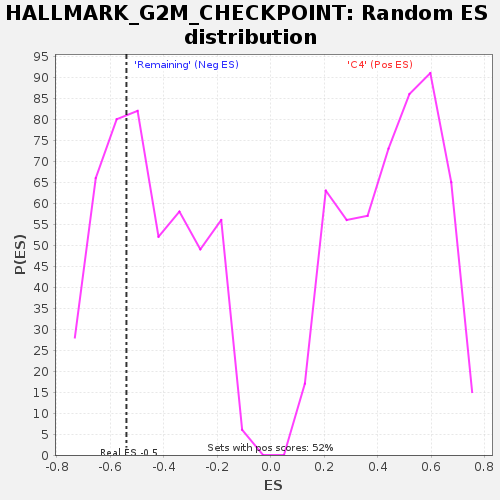 HALLMARK_G2M_CHECKPOINT: Random ES
distribution
'Remaining' (Neg ES)
'C4' (Pos ES)
95
90
85
80
75
70
65
60
55
50
45
40
35
30
25
20
15
10
5
0
P(ES)
Real ES -0.5
Sets with pos scores: 52%
-0.8 -0.6 -0.4 -0.2 0.0 0.2 0.4 0.6 0.8
ES